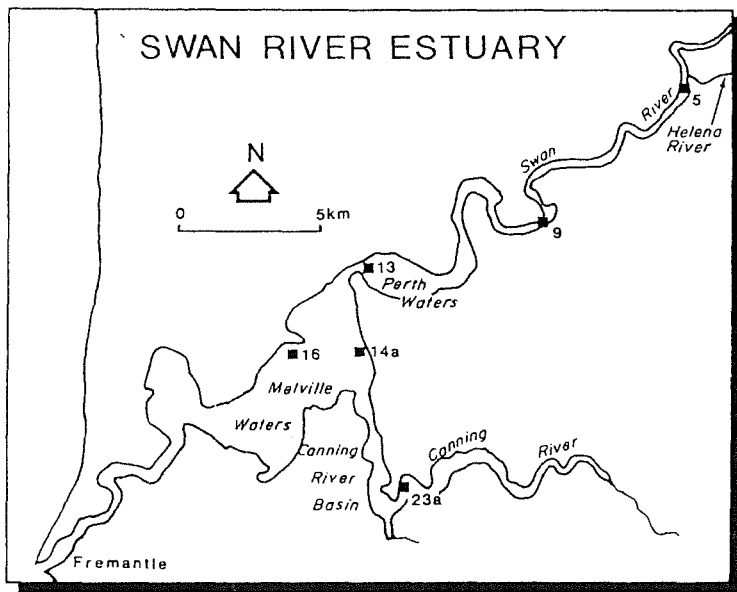 SWAN RIVER ESTUARY
N
0 5km
Swan River
5
Helena
River
9
13
Perth
Waters
16
14a
Melville
Waters
Canning
River
Basin
Canning River
23a
Fremantle